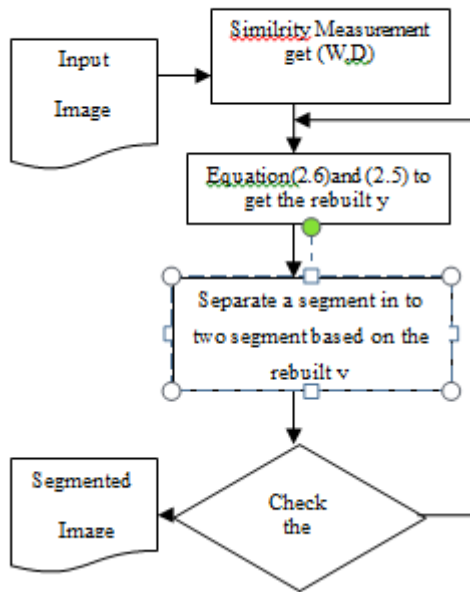 Input
Image
Similrity Measurement
get (W,D)
Equation(2.6)and (2.5) to
get the rebuilt y
Separate a segment in to
two segment based on the
rebuilt y
Check
the
Segmented
Image